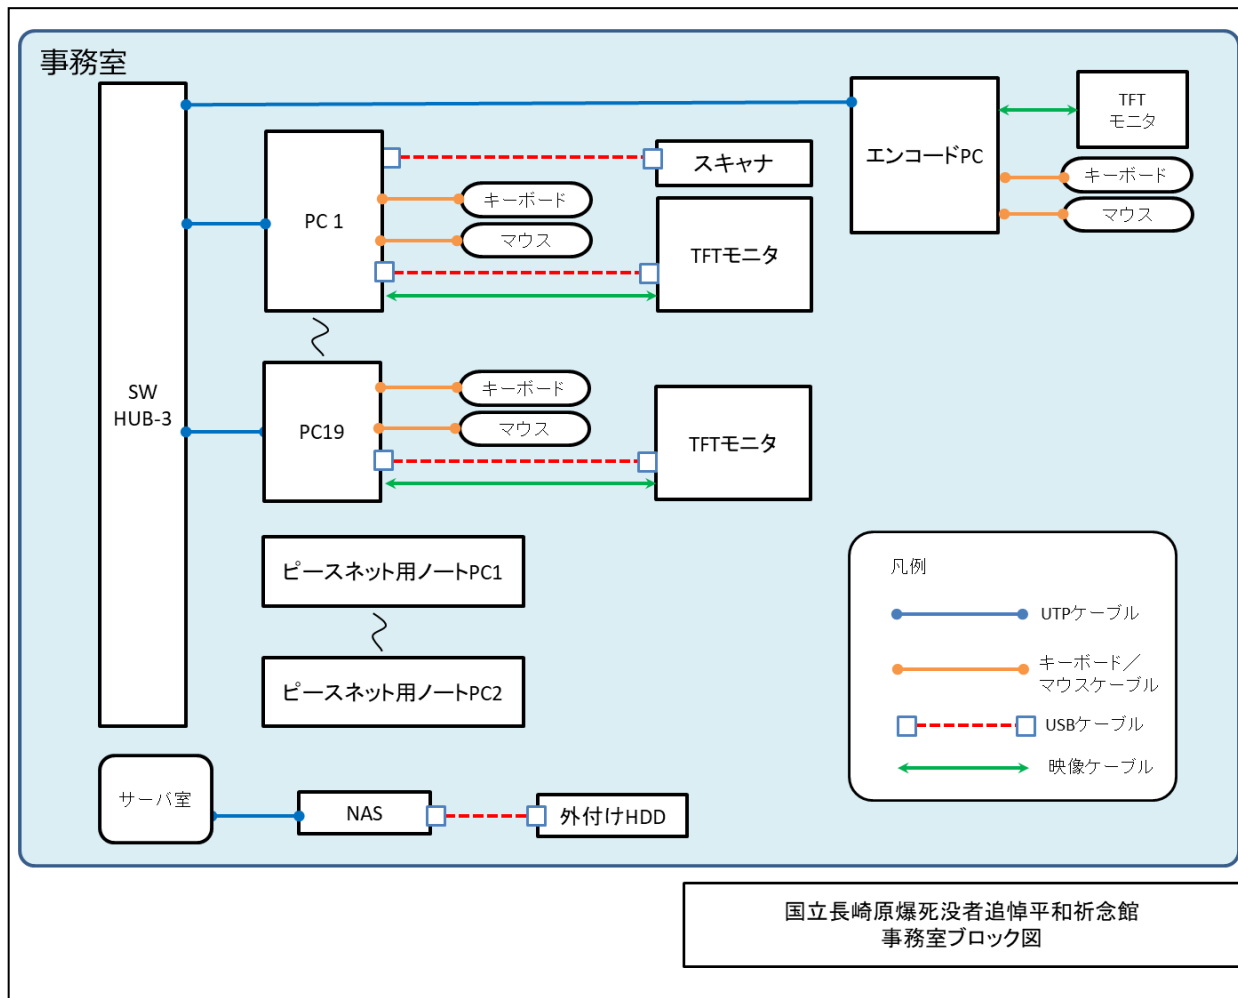 事務室
SW
HUB-3
PC 1
スキャナ
キーボード
マウス
TFTモニタ
エンコードPC
TFT
モニタ
キーボード
マウス
PC19
キーボード
マウス
TFTモニタ
ピースネット用ノートPC1
ピースネット用ノートPC2
サーバ室
NAS
外付けHDD
凡例
UTPケーブル
キーボード／
マウスケーブル
USBケーブル
映像ケーブル
国立長崎原爆死没者追悼平和祈念館
事務室ブロック図